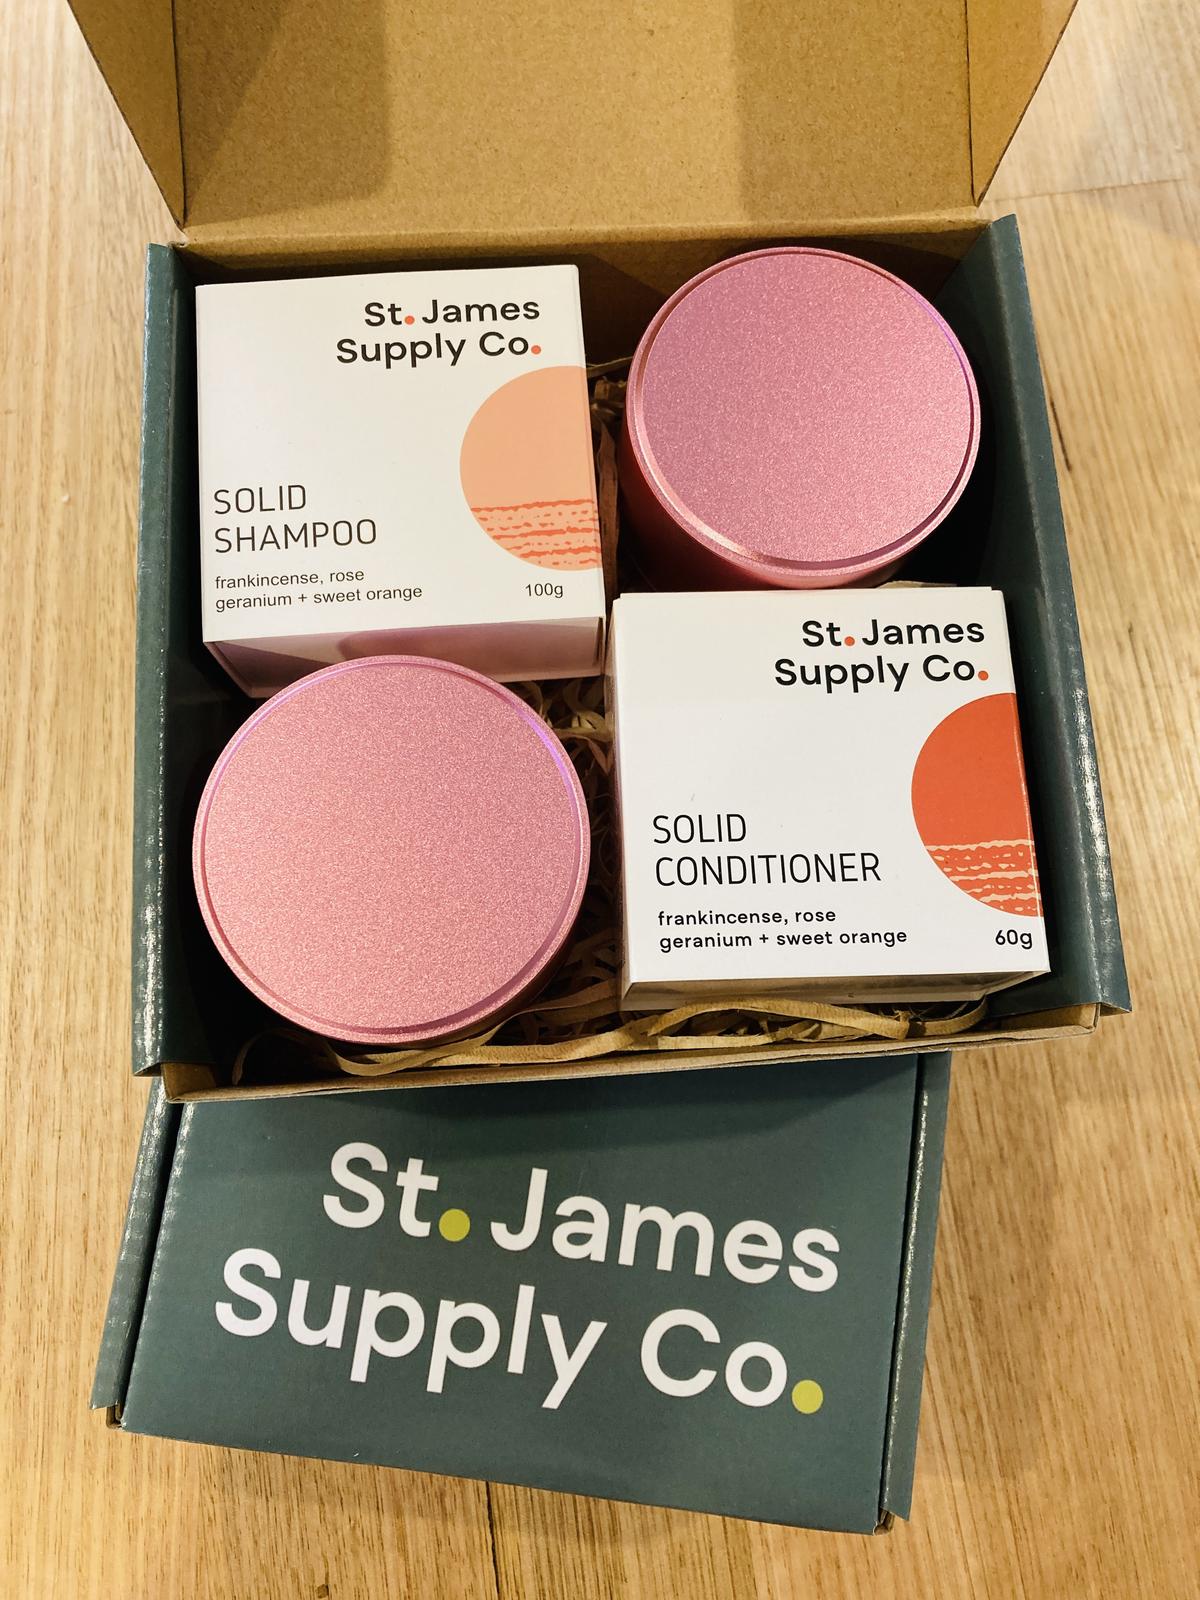 St. James
Supply Co.
SOLID
SHAMPOO
frankincense, rose
geranium + sweet orange
100g
St. James
Supply Co.
SOLID
CONDITIONER
frankincense, rose
geranium + sweet orange
60g
St. James
Supply Co.